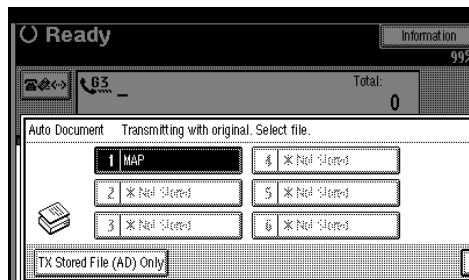 Ready
Information
99%
G3 _
Total:
0
Auto Document Transmitting with original. Select file.
1 MAP
4 * Not Stored
2 * Not Stored
5 * Not Stored
3 * Not Stored
6 * Not Stored
TX Stored File (AD) Only